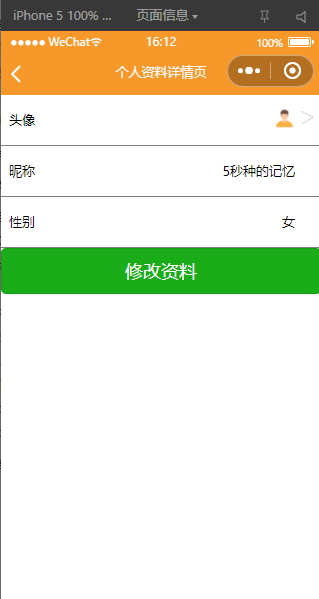 iPhone 5 100% ... 页面信息
WeChat 16:12 100%
个人资料详情页
头像
昵称 5秒种的记忆
性别 女
修改资料